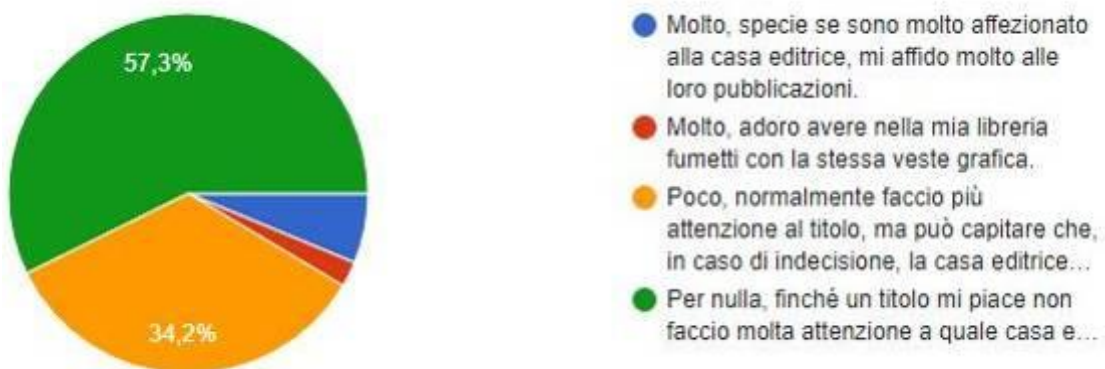 57,3%
34,2%
Molto, specie se sono molto affezionato
alla casa editrice, mi affido molto alle
loro pubblicazioni.
Molto, adoro avere nella mia libreria
fumetti con la stessa veste grafica.
Poco, normalmente faccio più
attenzione al titolo, ma può capitare che,
in caso di indecisione, la casa editrice…
Per nulla, finché un titolo mi piace non
faccio molta attenzione a quale casa e…